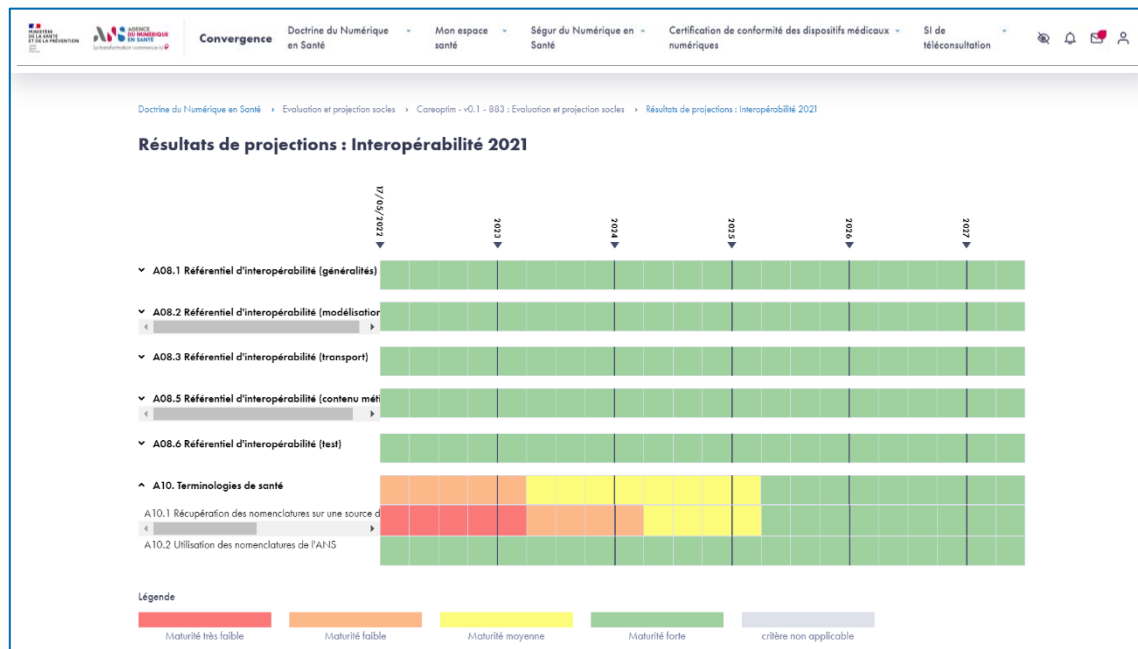 MINISTÈRE
DE LA SANTÉ
ET DE LA PRÉVENTION
ANS AGENCE
DU NUMÉRIQUE
EN SANTÉ
La transformation commence ici
Convergence
Doctrine du Numérique
en Santé
Mon espace
santé
Ségur du Numérique en
Santé
Certification de conformité des dispositifs médicaux
numériques
SI de
téléconsultation
Doctrine du Numérique en Santé › Evaluation et projection socles › Careoptim - v0.1 - 883 : Evaluation et projection socles › Résultats de projections : Interopérabilité 2021
Résultats de projections : Interopérabilité 2021
17/05/2022 2023 2024 2025 2026 2027
A08.1 Référentiel d'interopérabilité (généralités)
A08.2 Référentiel d'interopérabilité (modélisation
A08.3 Référentiel d'interopérabilité (transport)
A08.5 Référentiel d'interopérabilité (contenu méti
A08.6 Référentiel d'interopérabilité (test)
A10. Terminologies de santé
A10.1 Récupération des nomenclatures sur une source d
A10.2 Utilisation des nomenclatures de l'ANS
Légende
Maturité très faible Maturité faible Maturité moyenne Maturité forte critère non applicable